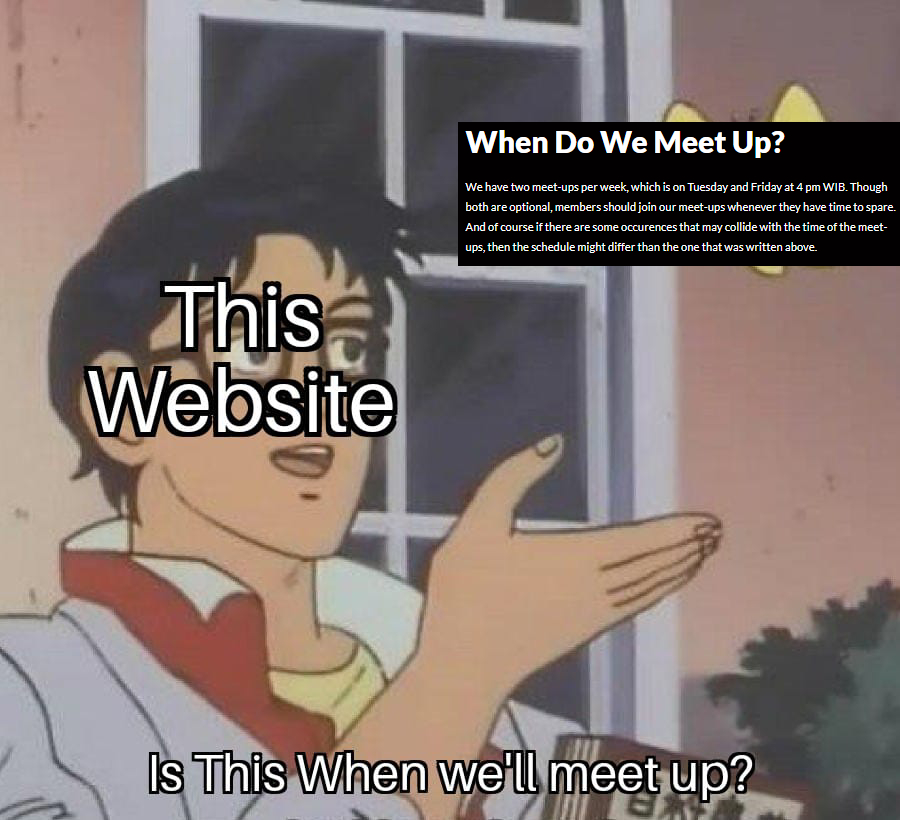 When Do We Meet Up?
We have two meet-ups per week, which is on Tuesday and Friday at 4 pm WIB. Though
both are optional, members should join our meet-ups whenever they have time to spare.
And of course if there are some occurences that may collide with the time of the meet-
ups, then the schedule might differ than the one that was written above.
This
Website
Is This When we'll meet up?